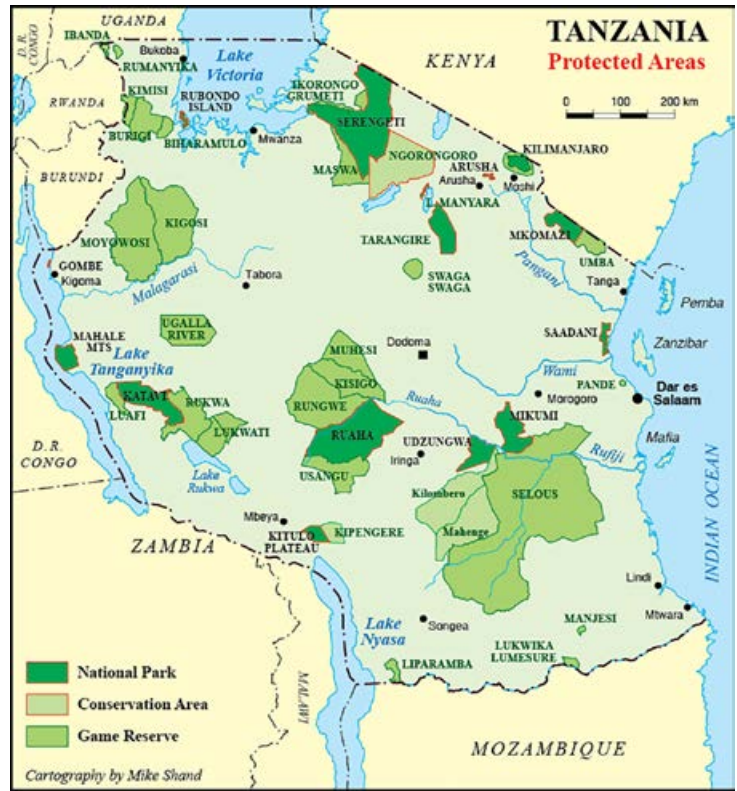 TANZANIA
Protected Areas
0 100 200 km
UGANDA
D. R.
CONGO
IBANDA
Bukoba
Lake
Victoria
KENYA
RUMANYIKA
KIMISI
RUBONDO
ISLAND
IKORONGO
GRUMETI
RWANDA
SERENGETI
BURIGI
BIHARAMULO
Mwanza
NGORONGORO
KILIMANJARO
MASWA
ARUSHA
Arusha
Moshi
BURUNDI
L. MANYARA
KIGOSI
MOYOWOSI
TARANGIRE
MKOMAZI
UMBA
Pangani
GOMBE
Kigoma
Malagarasi
Tabora
SWAGA
SWAGA
Tanga
Pemba
UGALLA
RIVER
MAHALE
MTS
Lake
Tanganyika
MUHESI
Dodoma
SAADANI
Zanzibar
Wami
KISIGO
PANDE
Dar es
Salaam
KATAVI
RUKWA
LUAFI
RUNGWE
Ruaha
Morogoro
MIKUMI
LUKWATI
RUAHA
UDZUNGWA
Iringa
Rufiji
Mafia
D. R.
CONGO
Lake
Rukwa
USANGU
Kilombero
SELOUS
INDIAN OCEAN
Mbeya
KITULO
PLATEAU
KIPENGERE
Mahenge
ZAMBIA
Lindi
Mtwara
Lake
Nyasa
Songea
MANJESI
LUKWIKA
LUMESURE
LIPARAMBA
National Park
Conservation Area
Game Reserve
MALAWI
MOZAMBIQUE
Cartography by Mike Shand